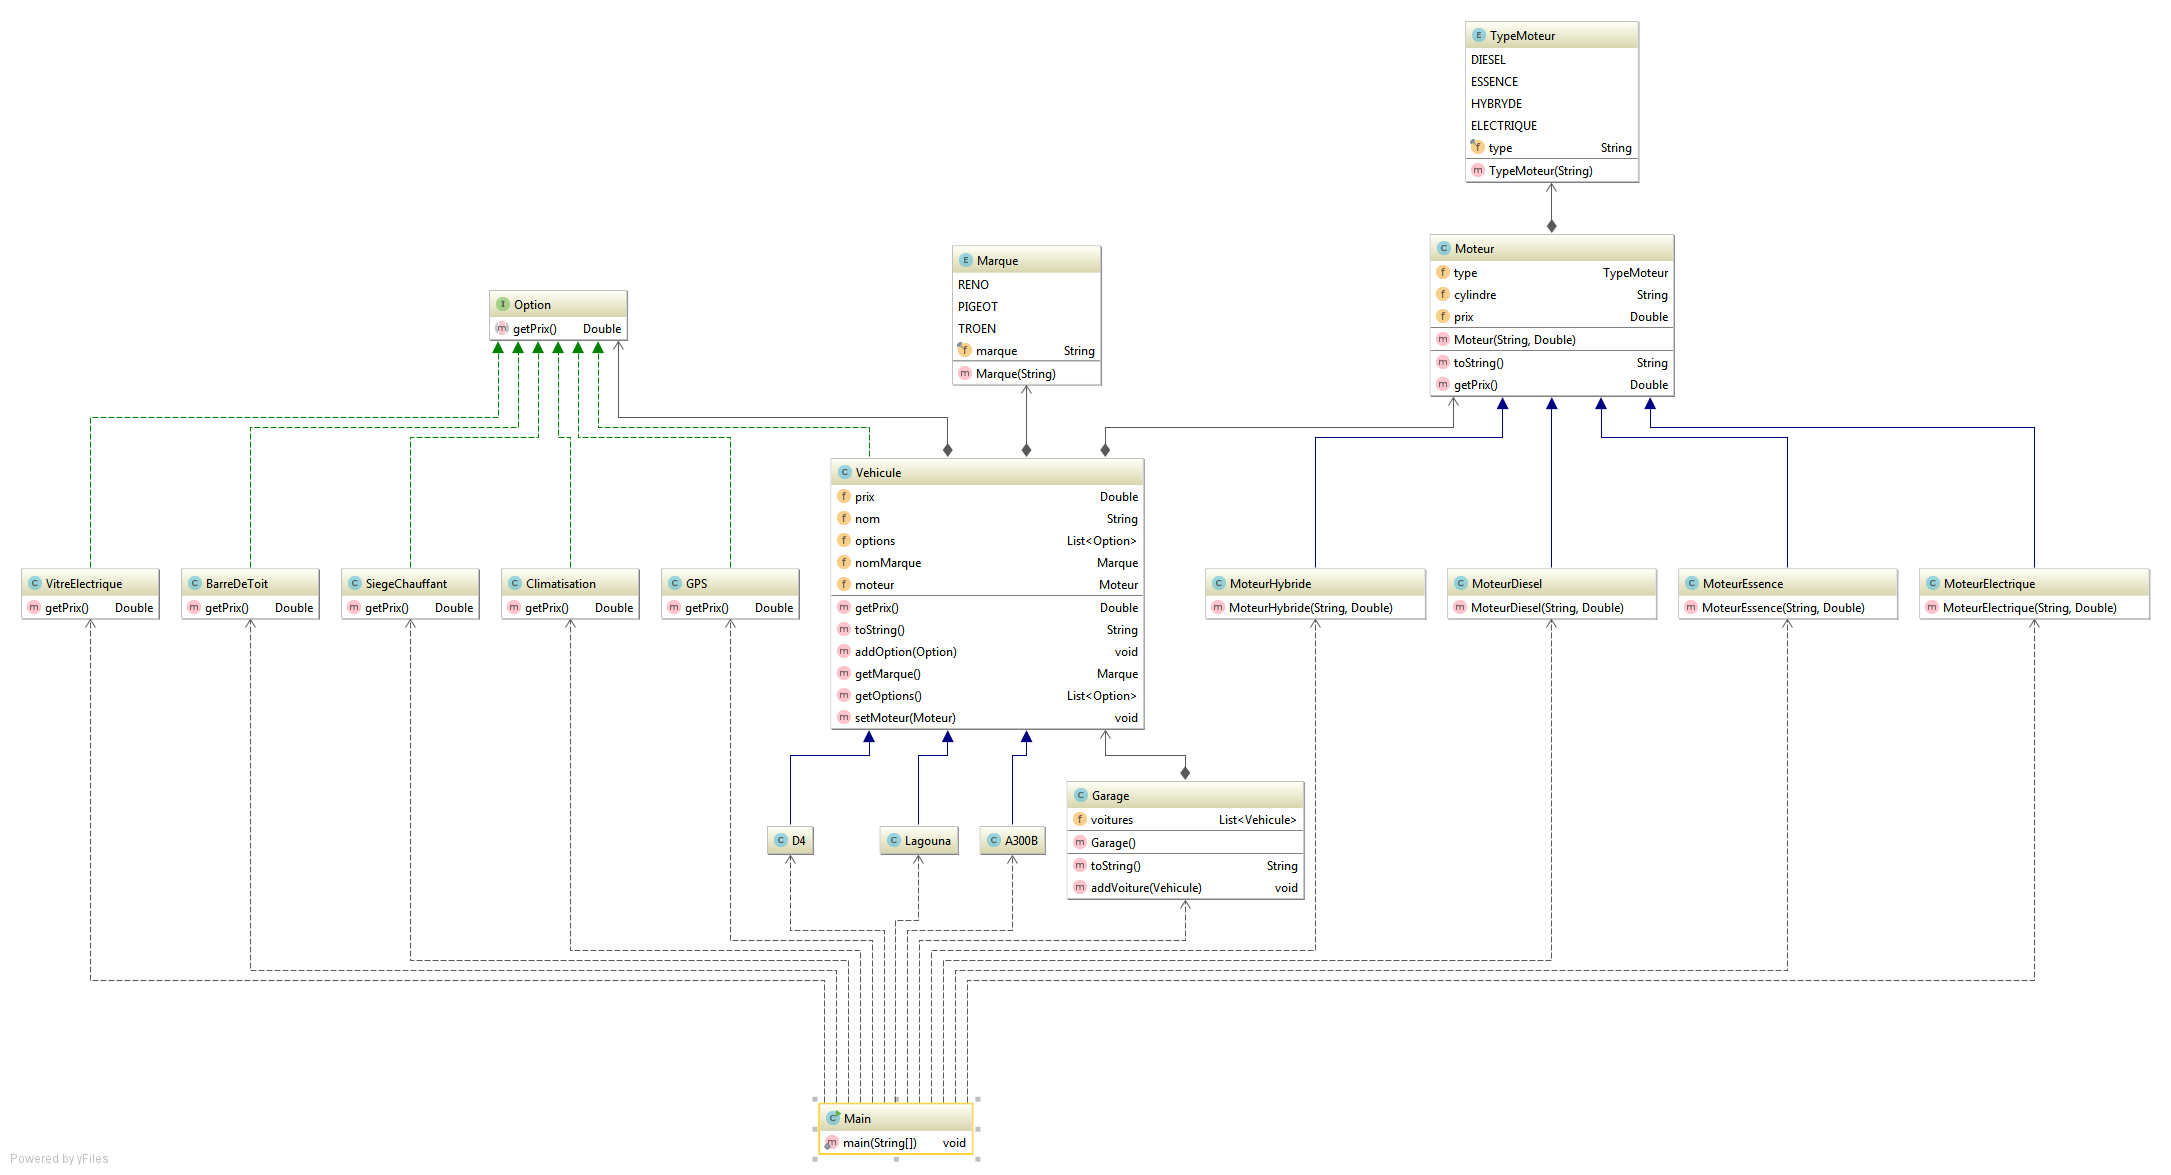 TypeMoteur
DIESEL
ESSENCE
HYBRYDE
ELECTRIQUE
type String
TypeMoteur(String)
Moteur
type TypeMoteur
cylindre String
prix Double
Moteur(String, Double)
toString() String
getPrix() Double
Marque
RENO
PIGEOT
TROEN
marque String
Marque(String)
Option
getPrix() Double
Vehicule
prix Double
nom String
options List<Option>
nomMarque Marque
moteur Moteur
getPrix() Double
toString() String
addOption(Option) void
getMarque() Marque
getOptions() List<Option>
setMoteur(Moteur) void
VitreElectrique
getPrix() Double
BarreDeToit
getPrix() Double
SiegeChauffant
getPrix() Double
Climatisation
getPrix() Double
GPS
getPrix() Double
MoteurHybride
MoteurHybride(String, Double)
MoteurDiesel
MoteurDiesel(String, Double)
MoteurEssence
MoteurEssence(String, Double)
MoteurElectrique
MoteurElectrique(String, Double)
D4
Lagouna
A300B
Garage
voitures List<Vehicule>
Garage()
toString() String
addVoiture(Vehicule) void
Main
main(String[]) void
Powered by yFiles